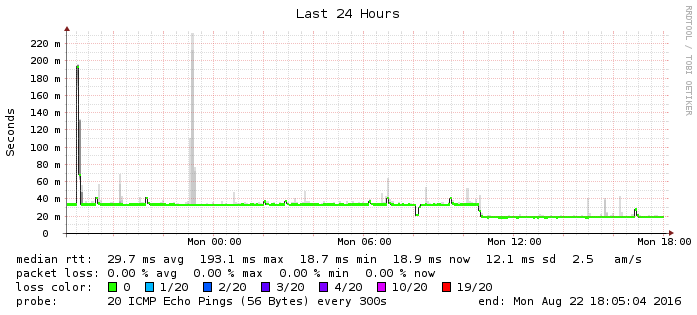 Last 24 Hours
RRDTOOL / TOBI OETIKER
Seconds
220 m
200 m
180 m
160 m
140 m
120 m
100 m
80 m
60 m
40 m
20 m
0
Mon 00:00 Mon 06:00 Mon 12:00 Mon 18:00
median rtt: 29.7 ms avg 193.1 ms max 18.7 ms min 18.9 ms now 12.1 ms sd 2.5 am/s
packet loss: 0.00 % avg 0.00 % max 0.00 % min 0.00 % now
loss color: 0 1/20 2/20 3/20 4/20 10/20 19/20
probe: 20 ICMP Echo Pings (56 Bytes) every 300s end: Mon Aug 22 18:05:04 2016